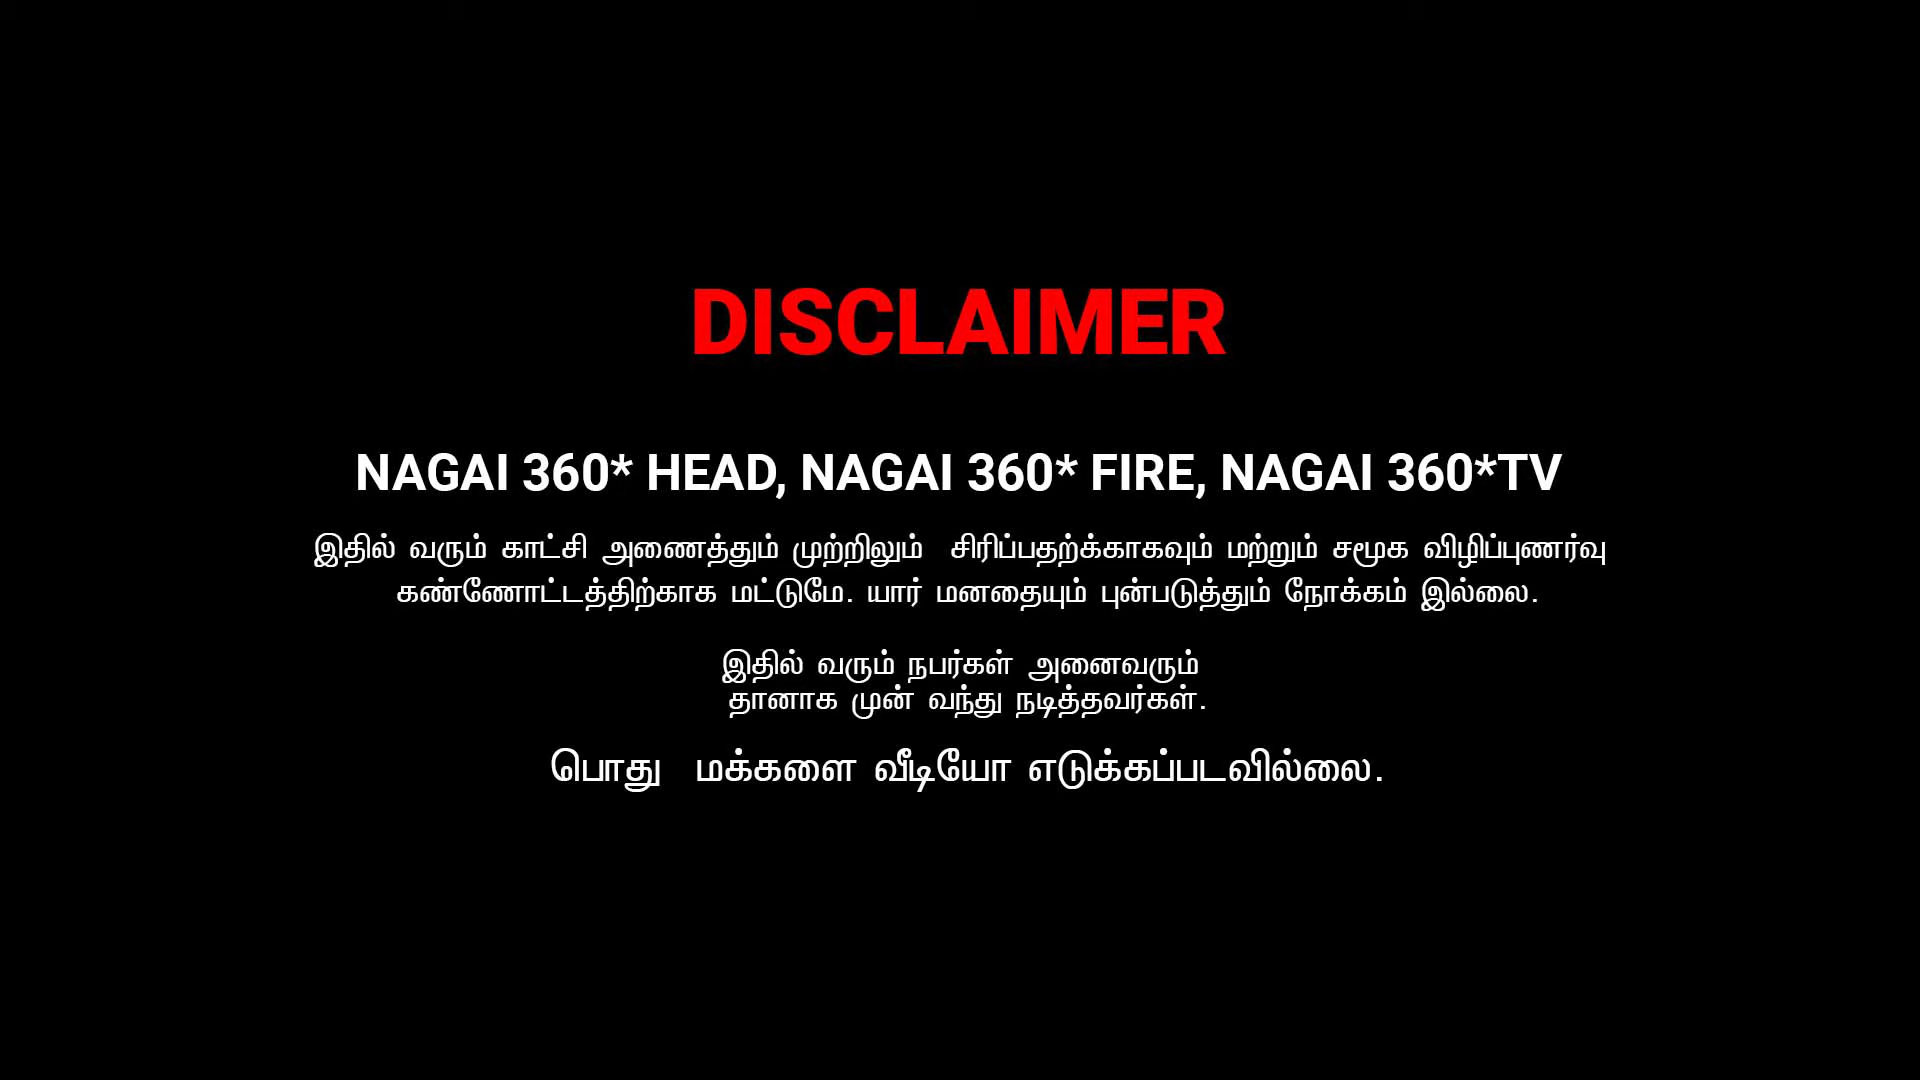 DISCLAIMER
NAGAI 360* HEAD, NAGAI 360* FIRE, NAGAI 360*TV
இதில் வரும் காட்சி அணைத்தும் முற்றிலும் சிரிப்பதற்க்காகவும் மற்றும் சமூக விழிப்புணர்வு
கண்ணோட்டத்திற்காக மட்டுமே. யார் மனதையும் புன்படுத்தும் நோக்கம் இல்லை.
இதில் வரும் நபர்கள் அனைவரும்
தானாக முன் வந்து நடித்தவர்கள்.
பொது மக்களை வீடியோ எடுக்கப்படவில்லை.